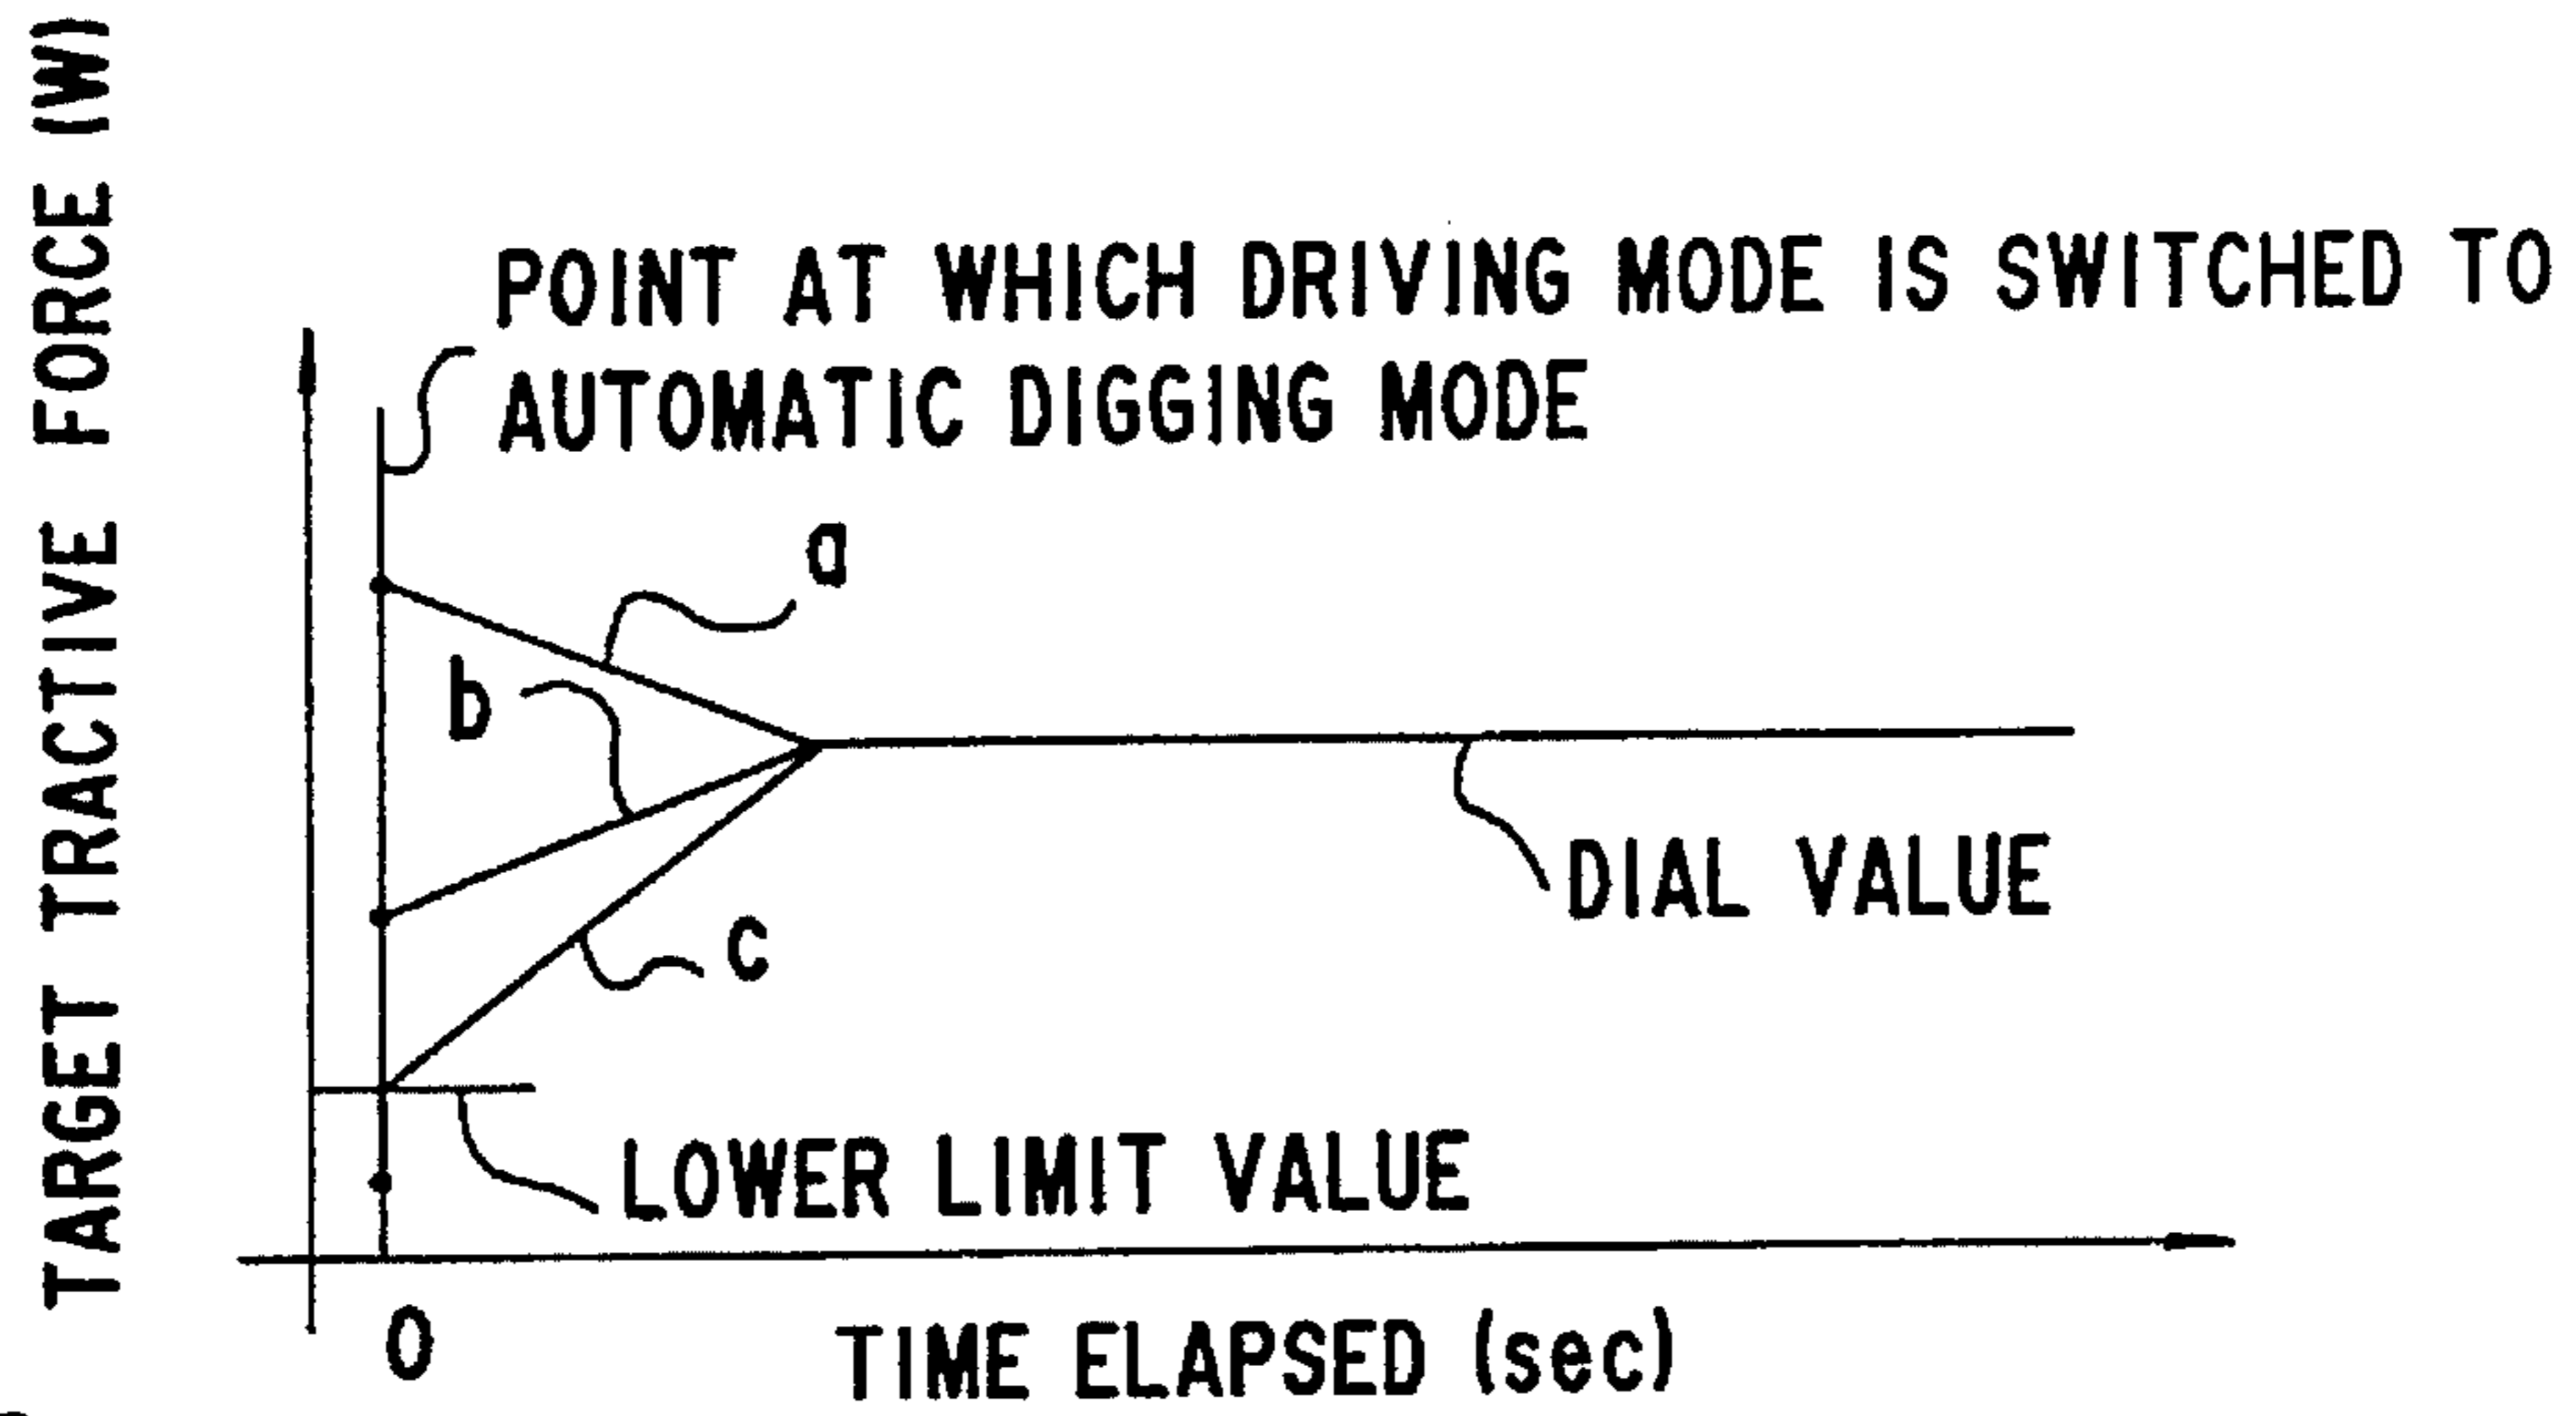 TARGET TRACTIVE FORCE (W)
POINT AT WHICH DRIVING MODE IS SWITCHED TO
AUTOMATIC DIGGING MODE
a
b
c
DIAL VALUE
LOWER LIMIT VALUE
0
TIME ELAPSED (sec)